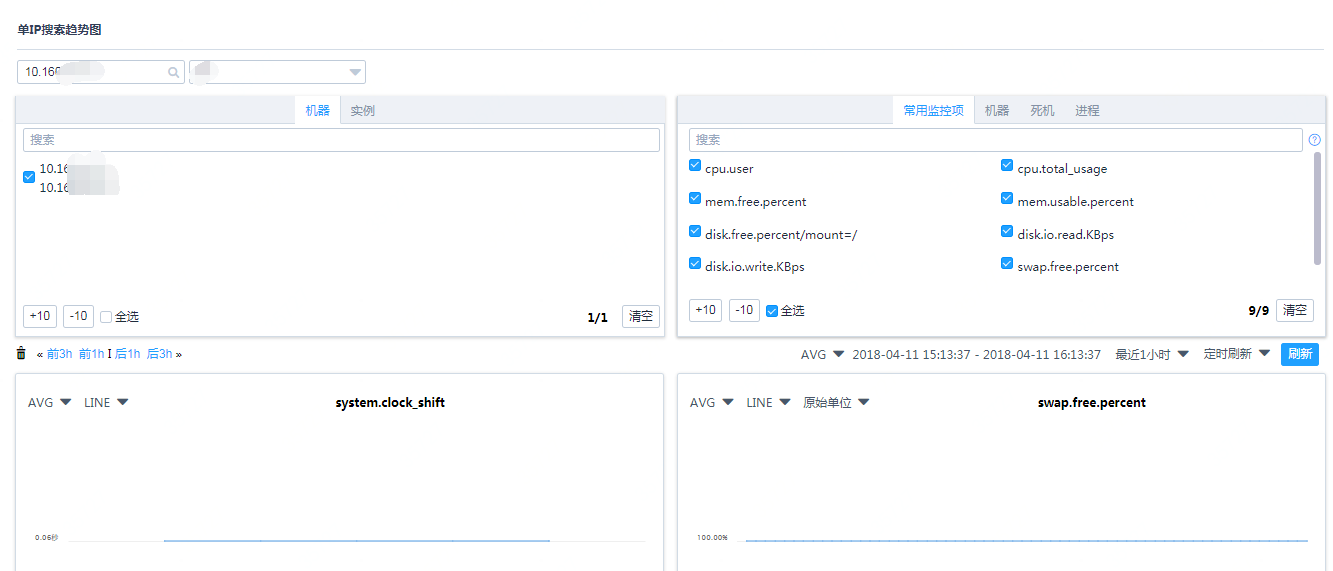 单IP搜索趋势图
10.16
机器 实例
搜索
10.16
10.16
+10 -10 全选 1/1 清空
常用监控项 机器 死机 进程
搜索
cpu.user cpu.total_usage
mem.free.percent mem.usable.percent
disk.free.percent/mount=/ disk.io.read.KBps
disk.io.write.KBps swap.free.percent
+10 -10 全选 9/9 清空
« 前3h 前1h I 后1h 后3h » AVG 2018-04-11 15:13:37 - 2018-04-11 16:13:37 最近1小时 定时刷新 刷新
AVG LINE system.clock_shift
0.06秒
AVG LINE 原始单位 swap.free.percent
100.00%